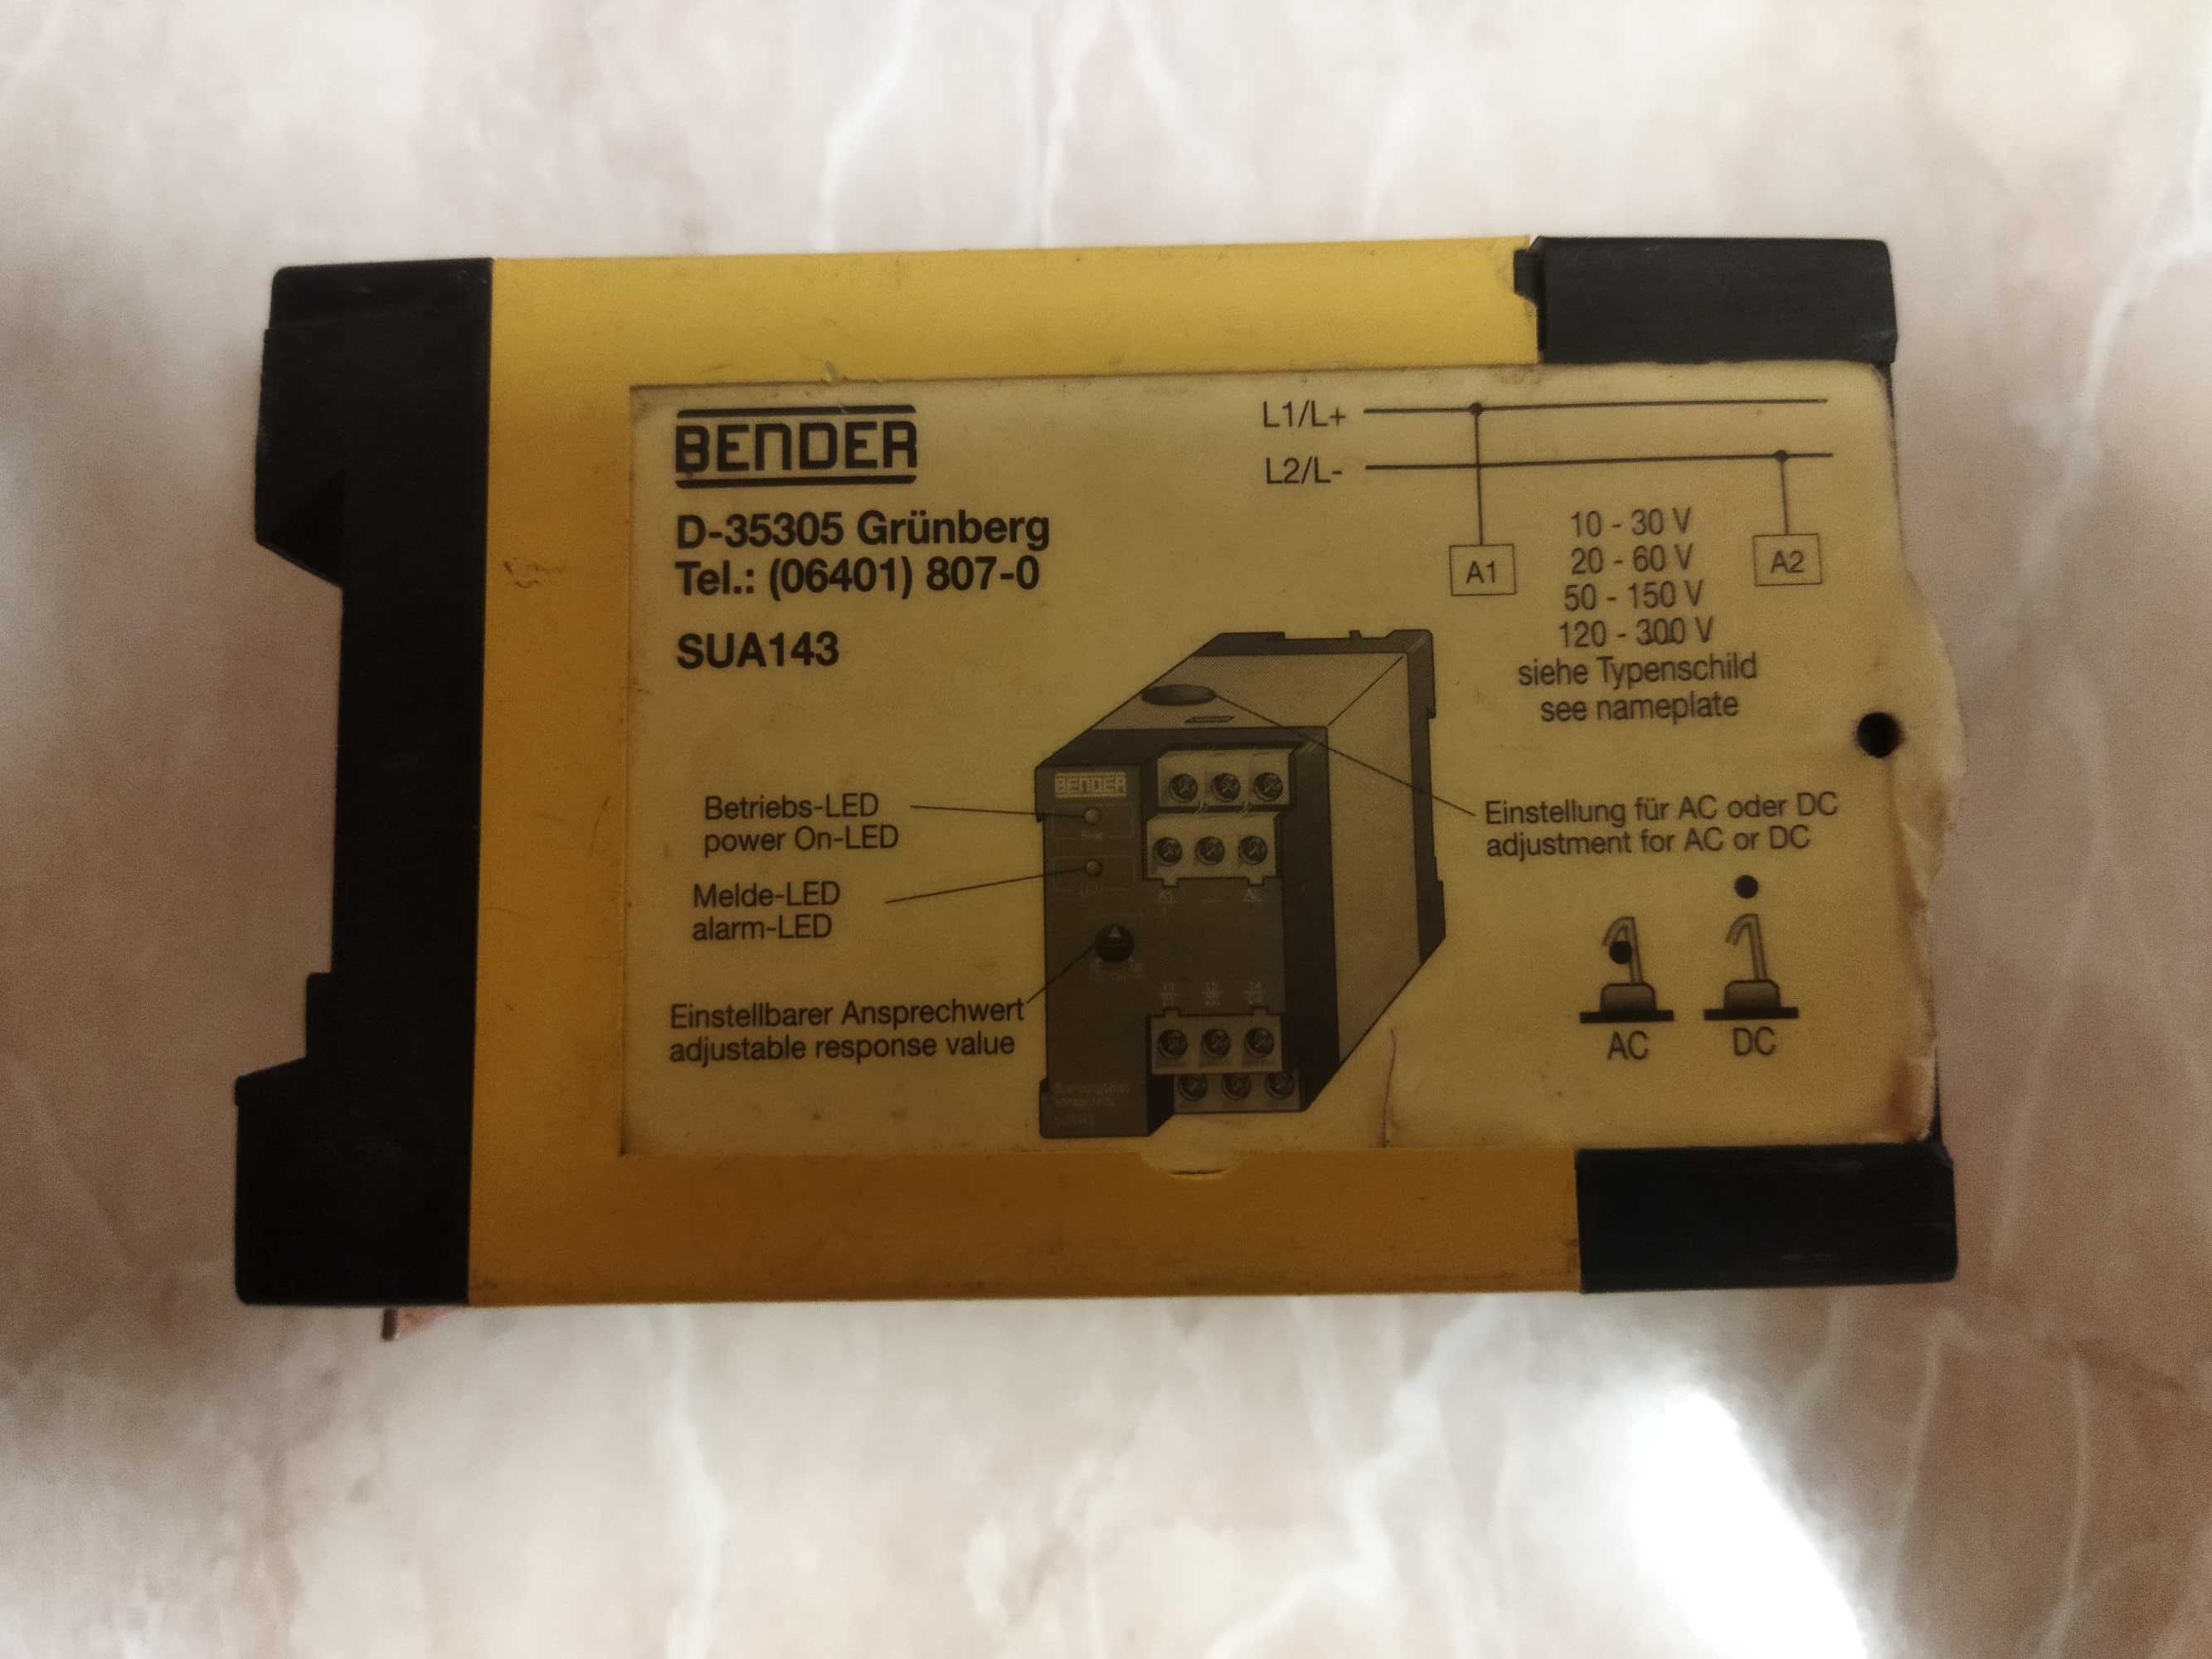 BENDER
D-35305 Grünberg
Tel.: (06401) 807-0
SUA143
L1/L+
L2/L-
A1
A2
10 - 30 V
20 - 60 V
50 - 150 V
120 - 300 V
siehe Typenschild
see nameplate
BENDER
Betriebs-LED
power On-LED
Melde-LED
alarm-LED
Einstellbarer Ansprechwert
adjustable response value
Einstellung für AC oder DC
adjustment for AC or DC
AC
DC